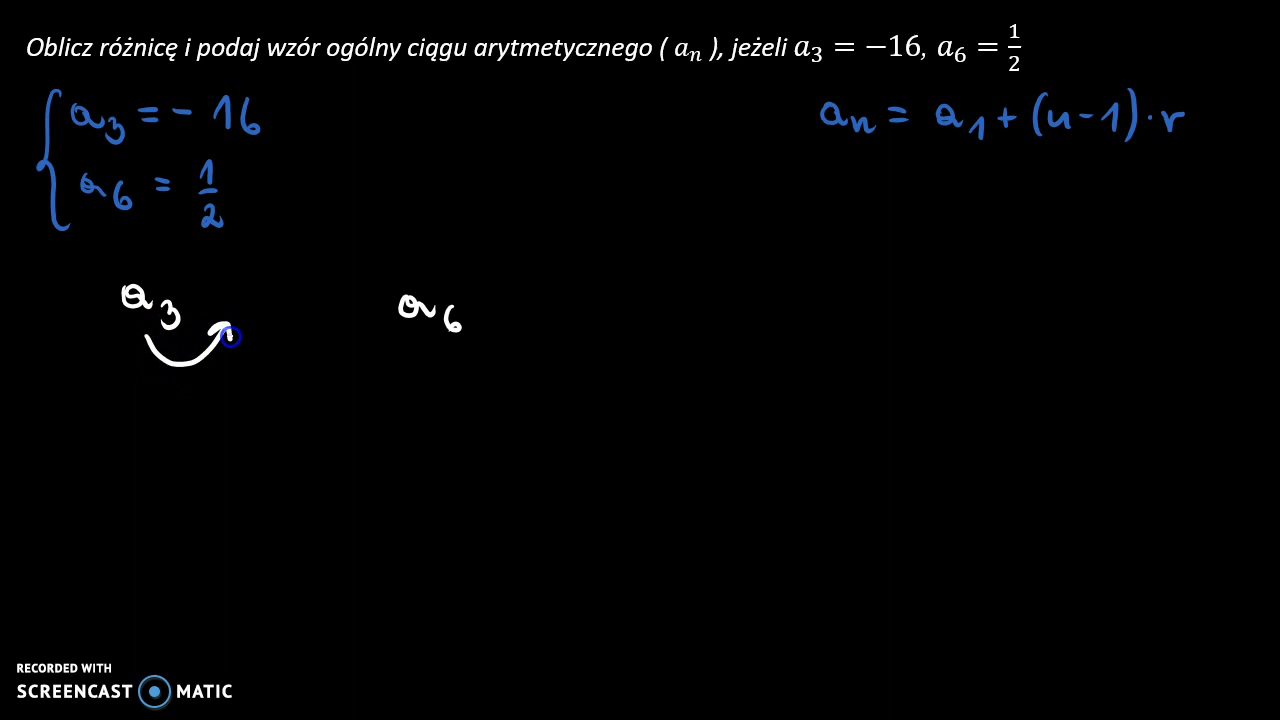 Oblicz różnicę i podaj wzór ogólny ciągu arytmetycznego ( aₙ ), jeżeli a₃ = −16, a₆ = 1/2
a₃ = - 16
aₙ = a₁ + (n - 1) · r
a₆ = 1/2
a₃ a₆
RECORDED WITH
SCREENCAST MATIC